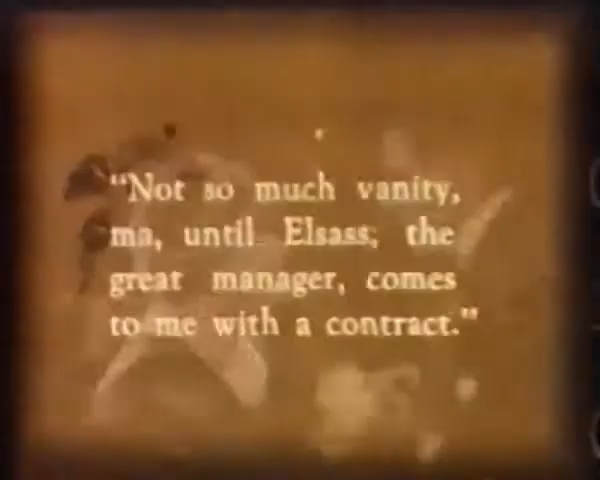 “Not so much vanity,
ma, until Elsass, the
great manager, comes
to me with a contract.”